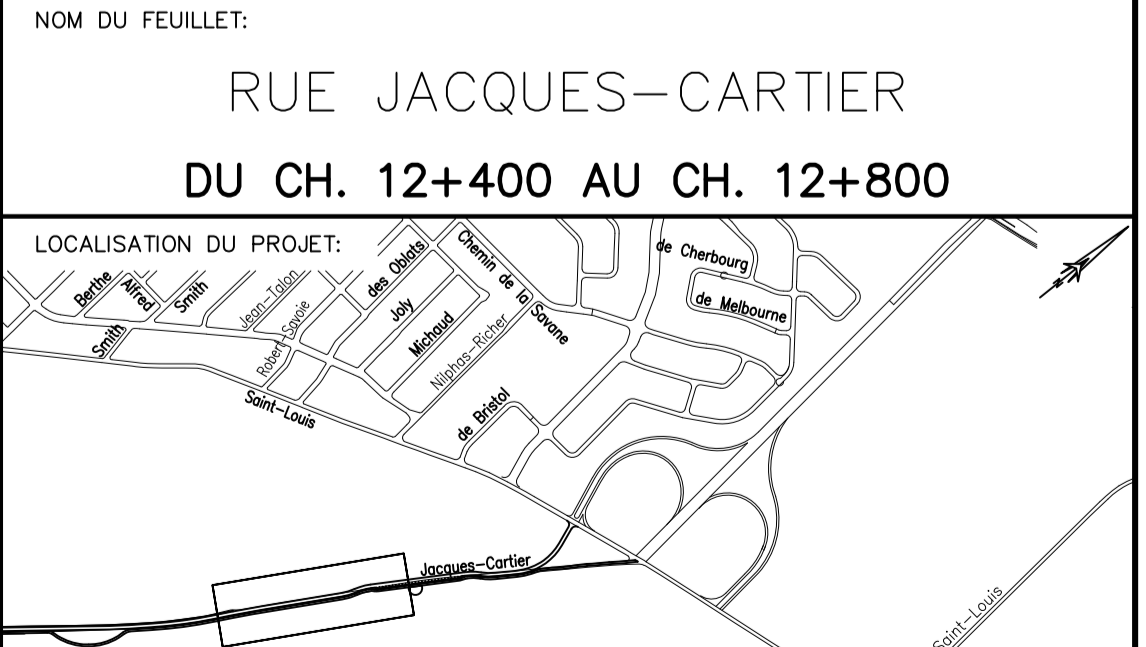 NOM DU FEUILLET:
RUE JACQUES-CARTIER
DU CH. 12+400 AU CH. 12+800
LOCALISATION DU PROJET:
Berthe
Alfred
Smith
Jean-Talon
des Oblats
Chemin de la Savane
de Cherbourg
de Melbourne
N
Smith
Robert-Savoie
Joly
Michaud
Nilphas-Richer
Saint-Louis
de Bristol
Jacques-Cartier
Saint-Louis